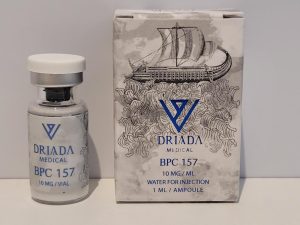 DRIADA
MEDICAL
BPC 157
10 MG/VIAL
DRIADA
MEDICAL
BPC 157
10 MG/ML
WATER FOR INJECTION
1 ML / AMPOULE